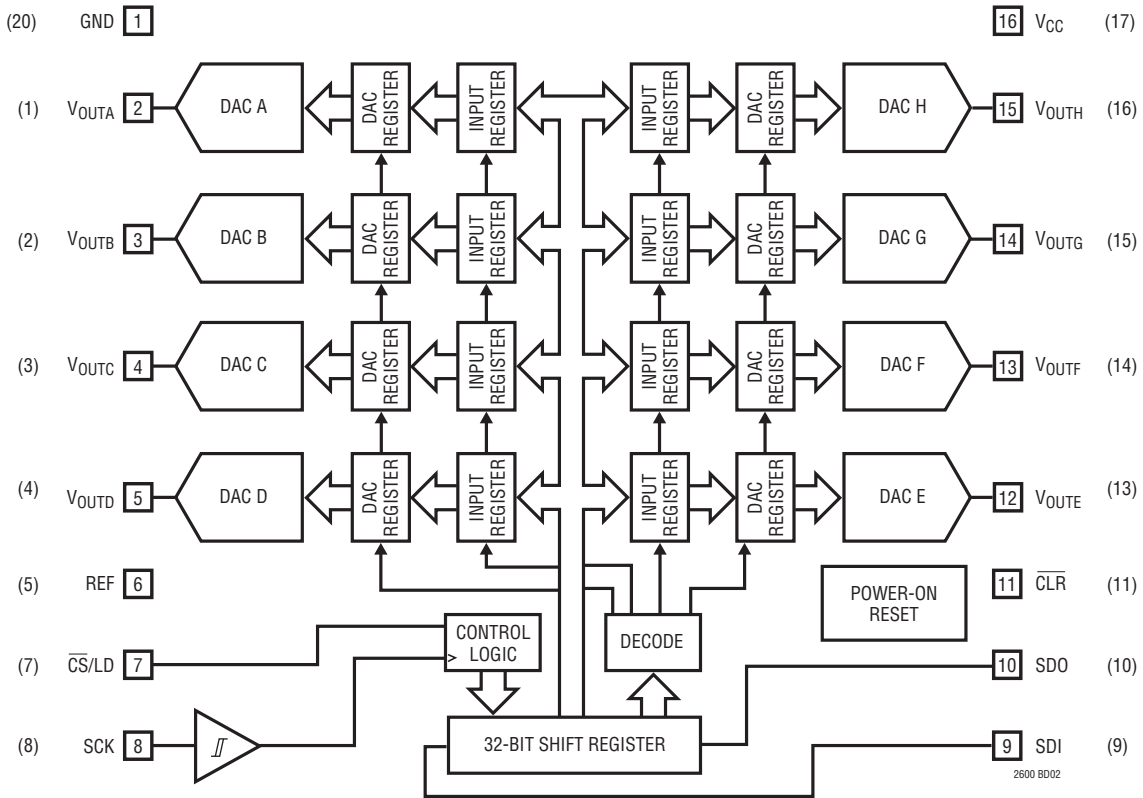 (20) GND 1 16 VCC (17)
(1) VOUTA 2 DAC A DAC REGISTER INPUT REGISTER INPUT REGISTER DAC REGISTER DAC H 15 VOUTH (16)
(2) VOUTB 3 DAC B DAC REGISTER INPUT REGISTER INPUT REGISTER DAC REGISTER DAC G 14 VOUTG (15)
(3) VOUTC 4 DAC C DAC REGISTER INPUT REGISTER INPUT REGISTER DAC REGISTER DAC F 13 VOUTF (14)
(4) VOUTD 5 DAC D DAC REGISTER INPUT REGISTER INPUT REGISTER DAC REGISTER DAC E 12 VOUTE (13)
(5) REF 6 POWER-ON RESET 11 CLR (11)
(7) CS/LD 7 CONTROL LOGIC DECODE 10 SDO (10)
(8) SCK 8 32-BIT SHIFT REGISTER 9 SDI (9)
2600 BD02